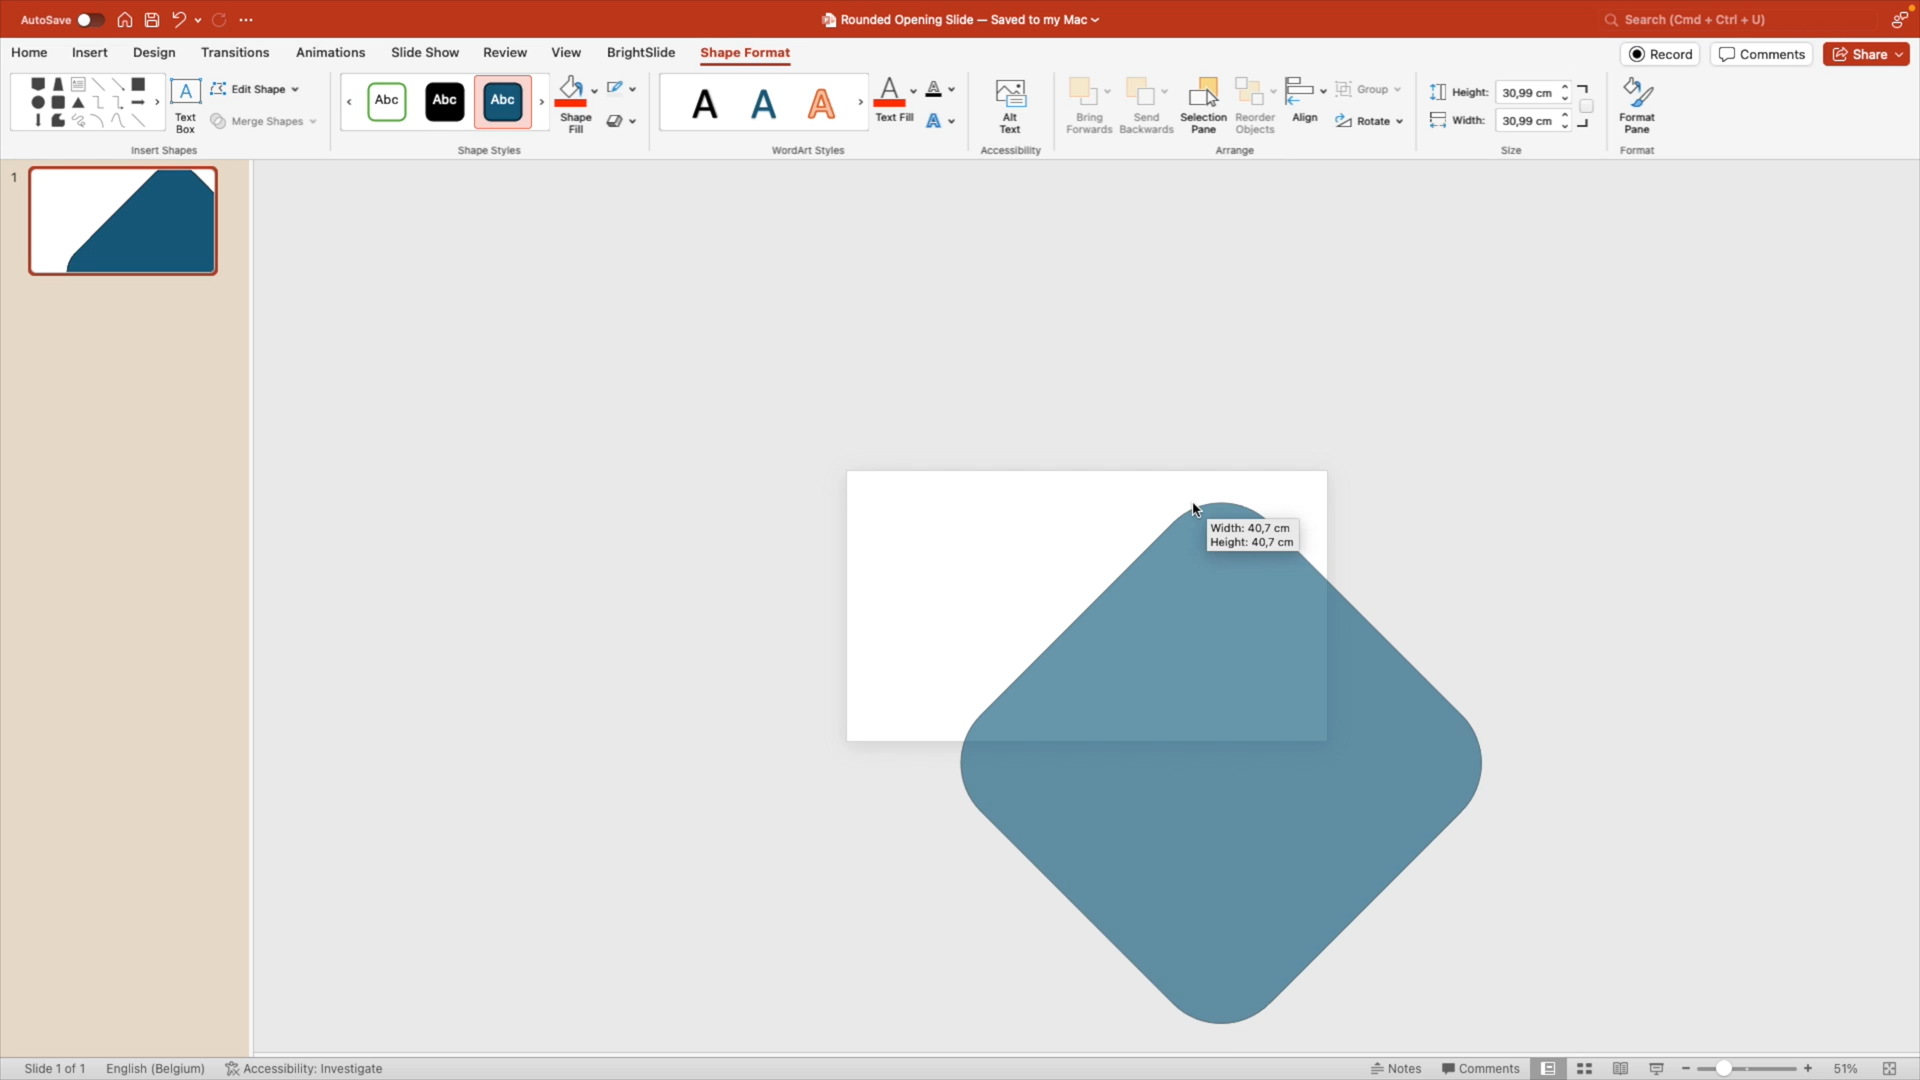 AutoSave
Rounded Opening Slide — Saved to my Mac
Search (Cmd + Ctrl + U)
Home Insert Design Transitions Animations Slide Show Review View BrightSlide Shape Format
Record Comments Share
Text Box
Edit Shape
Merge Shapes
Insert Shapes
Abc Abc Abc
Shape Fill
Shape Styles
A A A
A
Text Fill
A
A
WordArt Styles
Alt Text
Accessibility
Bring Forwards
Send Backwards
Selection Pane
Reorder Objects
Align
Group
Rotate
Arrange
Height: 30,99 cm
Width: 30,99 cm
Size
Format Pane
Format
1
Width: 40,7 cm
Height: 40,7 cm
Slide 1 of 1 English (Belgium) Accessibility: Investigate Notes Comments 51%